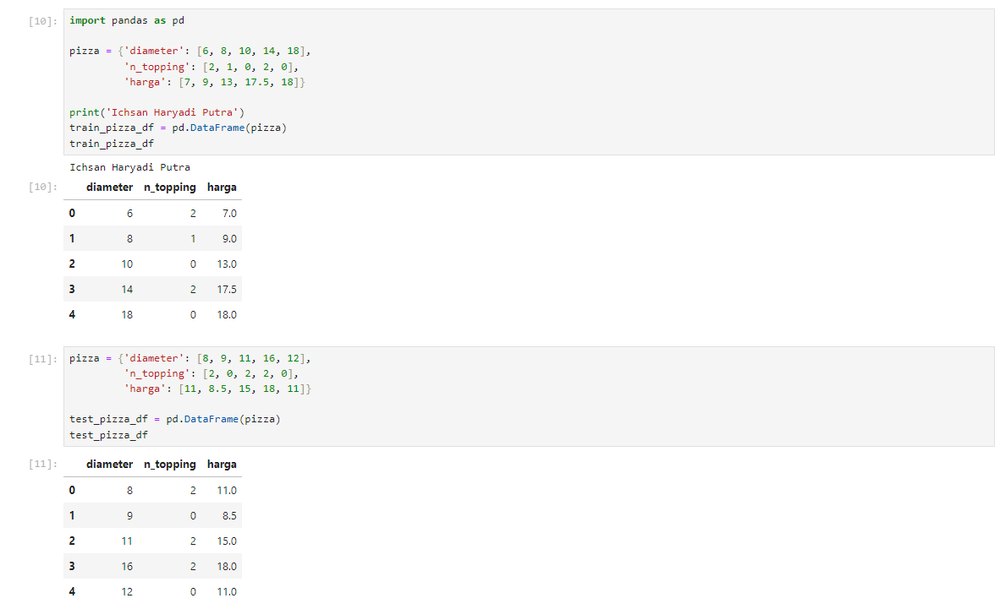 [10]: import pandas as pd
pizza = {'diameter': [6, 8, 10, 14, 18],
'n_topping': [2, 1, 0, 2, 0],
'harga': [7, 9, 13, 17.5, 18]}
print('Ichsan Haryadi Putra')
train_pizza_df = pd.DataFrame(pizza)
train_pizza_df
Ichsan Haryadi Putra
[10]: diameter n_topping harga
0 6 2 7.0
1 8 1 9.0
2 10 0 13.0
3 14 2 17.5
4 18 0 18.0
[11]: pizza = {'diameter': [8, 9, 11, 16, 12],
'n_topping': [2, 0, 2, 2, 0],
'harga': [11, 8.5, 15, 18, 11]}
test_pizza_df = pd.DataFrame(pizza)
test_pizza_df
[11]: diameter n_topping harga
0 8 2 11.0
1 9 0 8.5
2 11 2 15.0
3 16 2 18.0
4 12 0 11.0